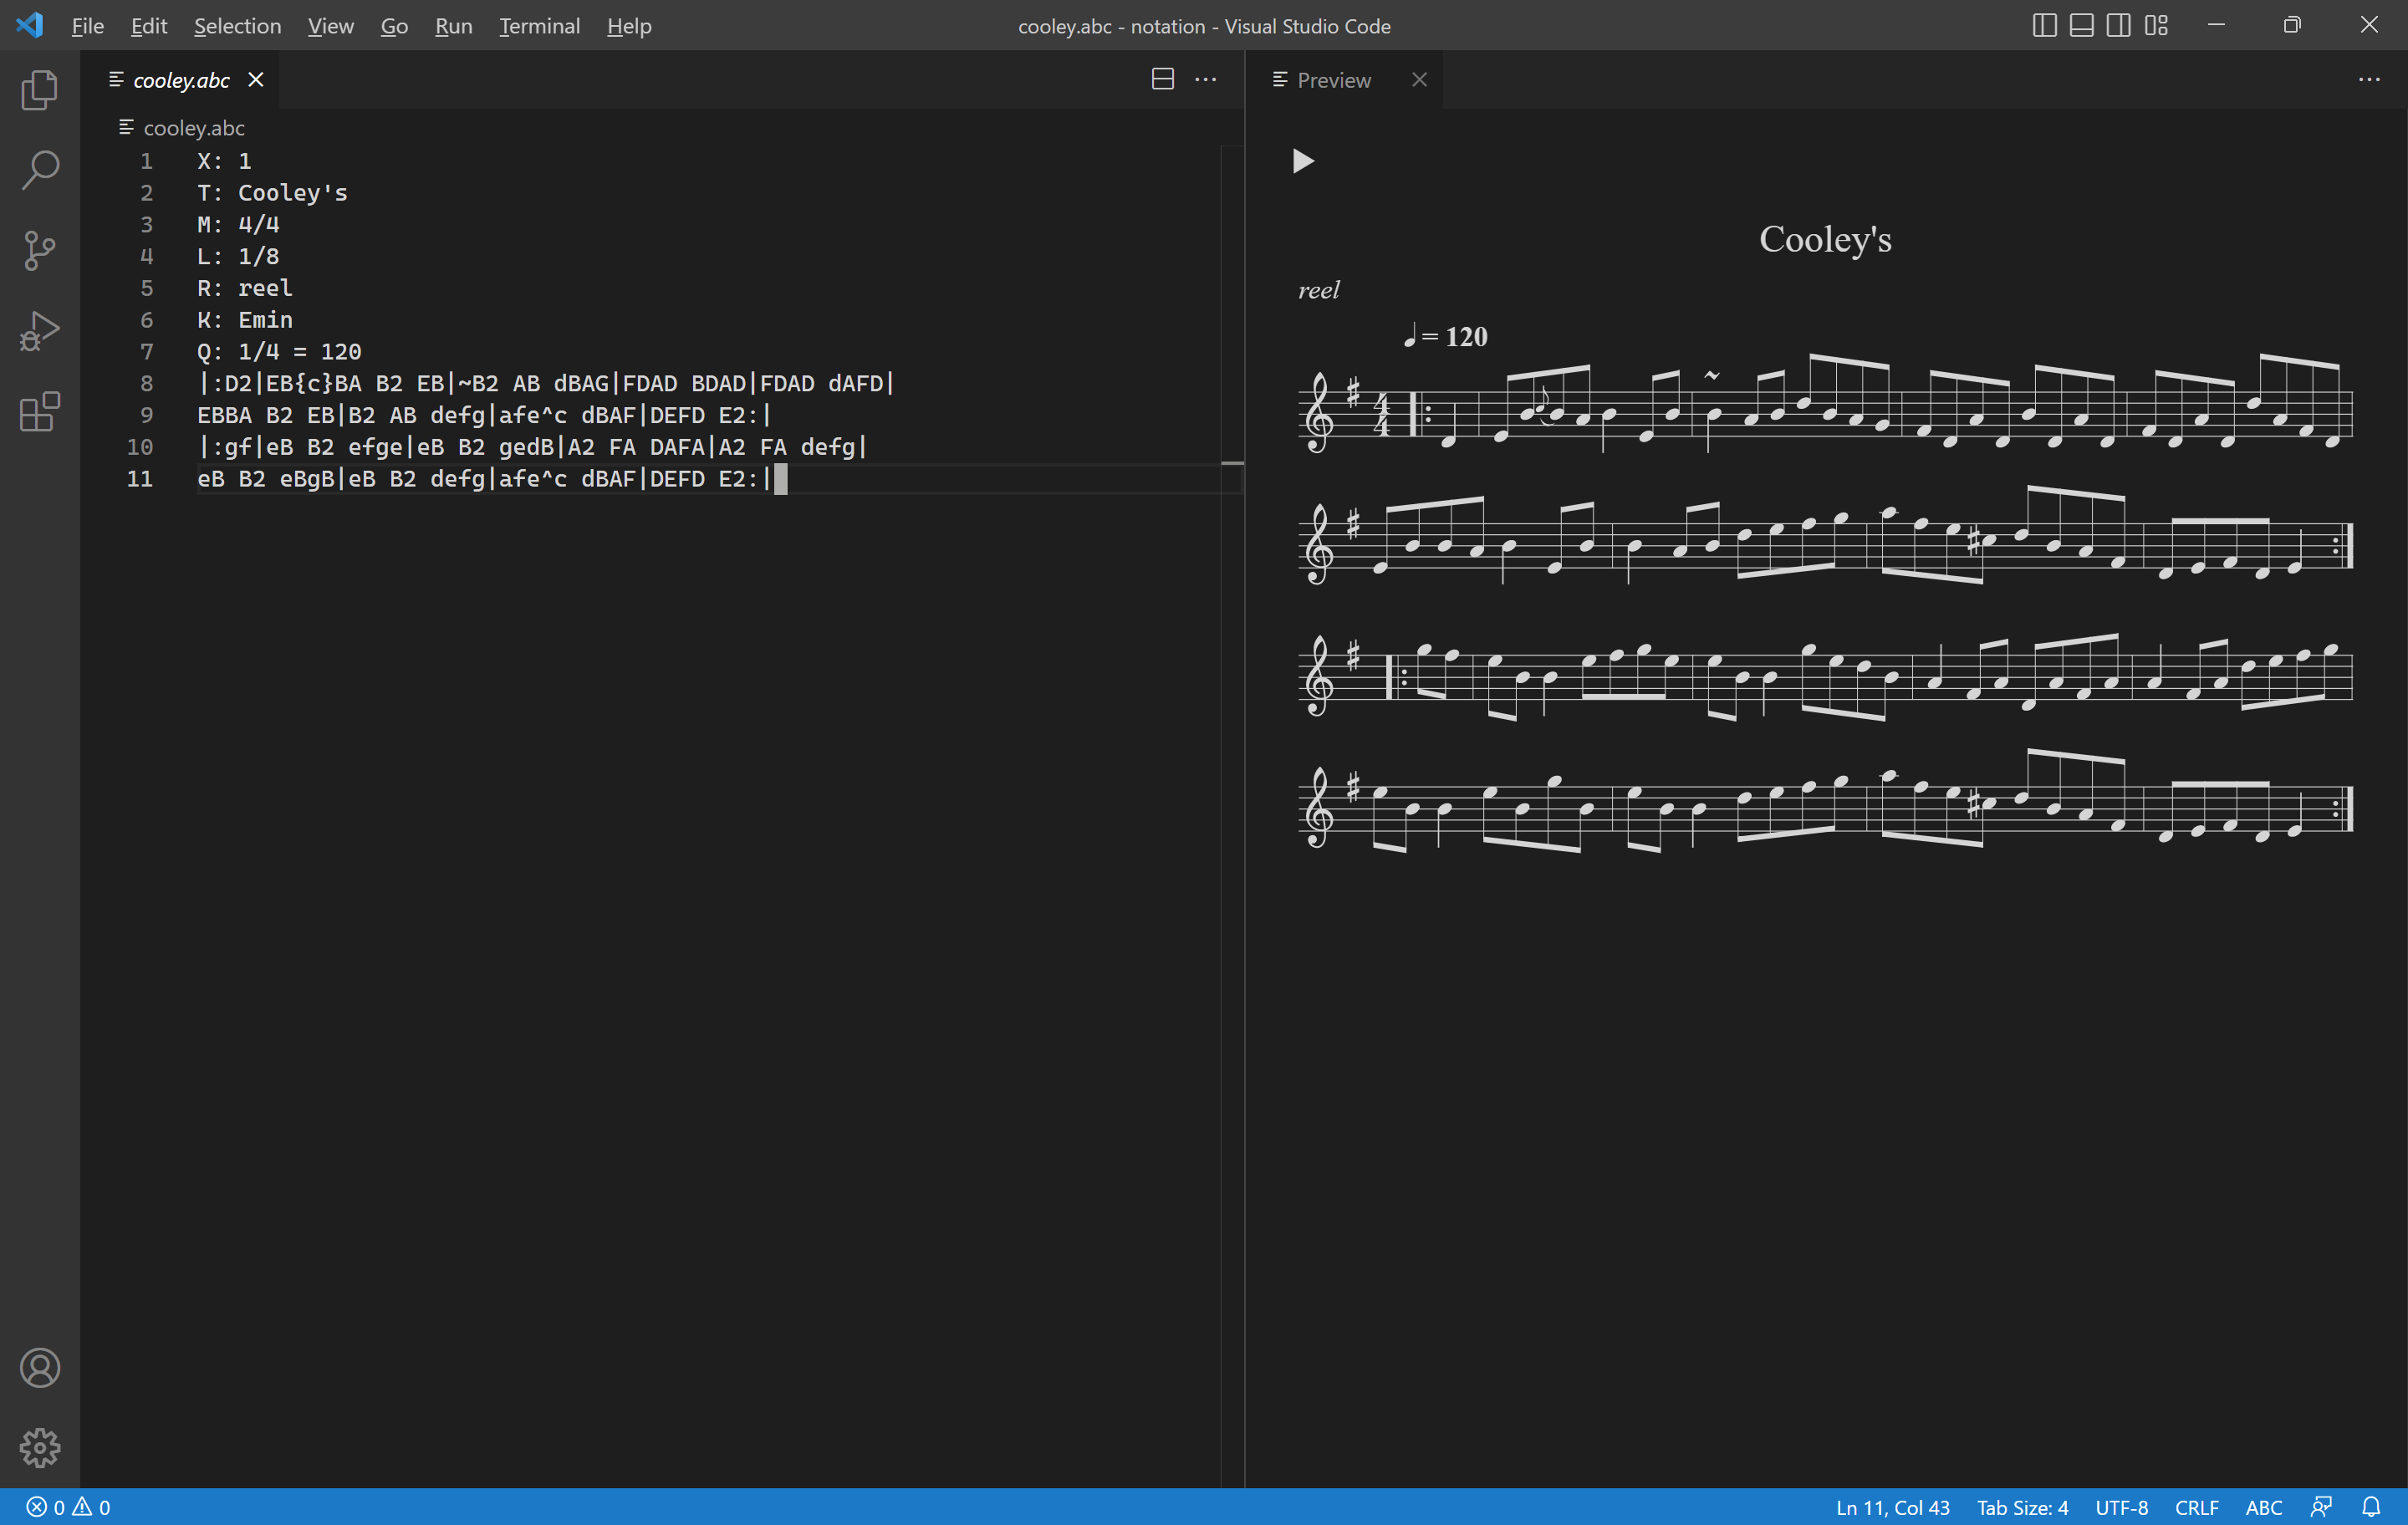 File Edit Selection View Go Run Terminal Help cooley.abc - notation - Visual Studio Code
cooley.abc
Preview
cooley.abc
1 X: 1
2 T: Cooley's
3 M: 4/4
4 L: 1/8
5 R: reel
6 K: Emin
7 Q: 1/4 = 120
8 |:D2|EB{c}BA B2 EB|~B2 AB dBAG|FDAD BDAD|FDAD dAFD|
9 EBBA B2 EB|B2 AB defg|afe^c dBAF|DEFD E2:|
10 |:gf|eB B2 efge|eB B2 gedB|A2 FA DAFA|A2 FA defg|
11 eB B2 eBgB|eB B2 defg|afe^c dBAF|DEFD E2:|
Cooley's
reel
= 120
4
4
0 0
Ln 11, Col 43 Tab Size: 4 UTF-8 CRLF ABC